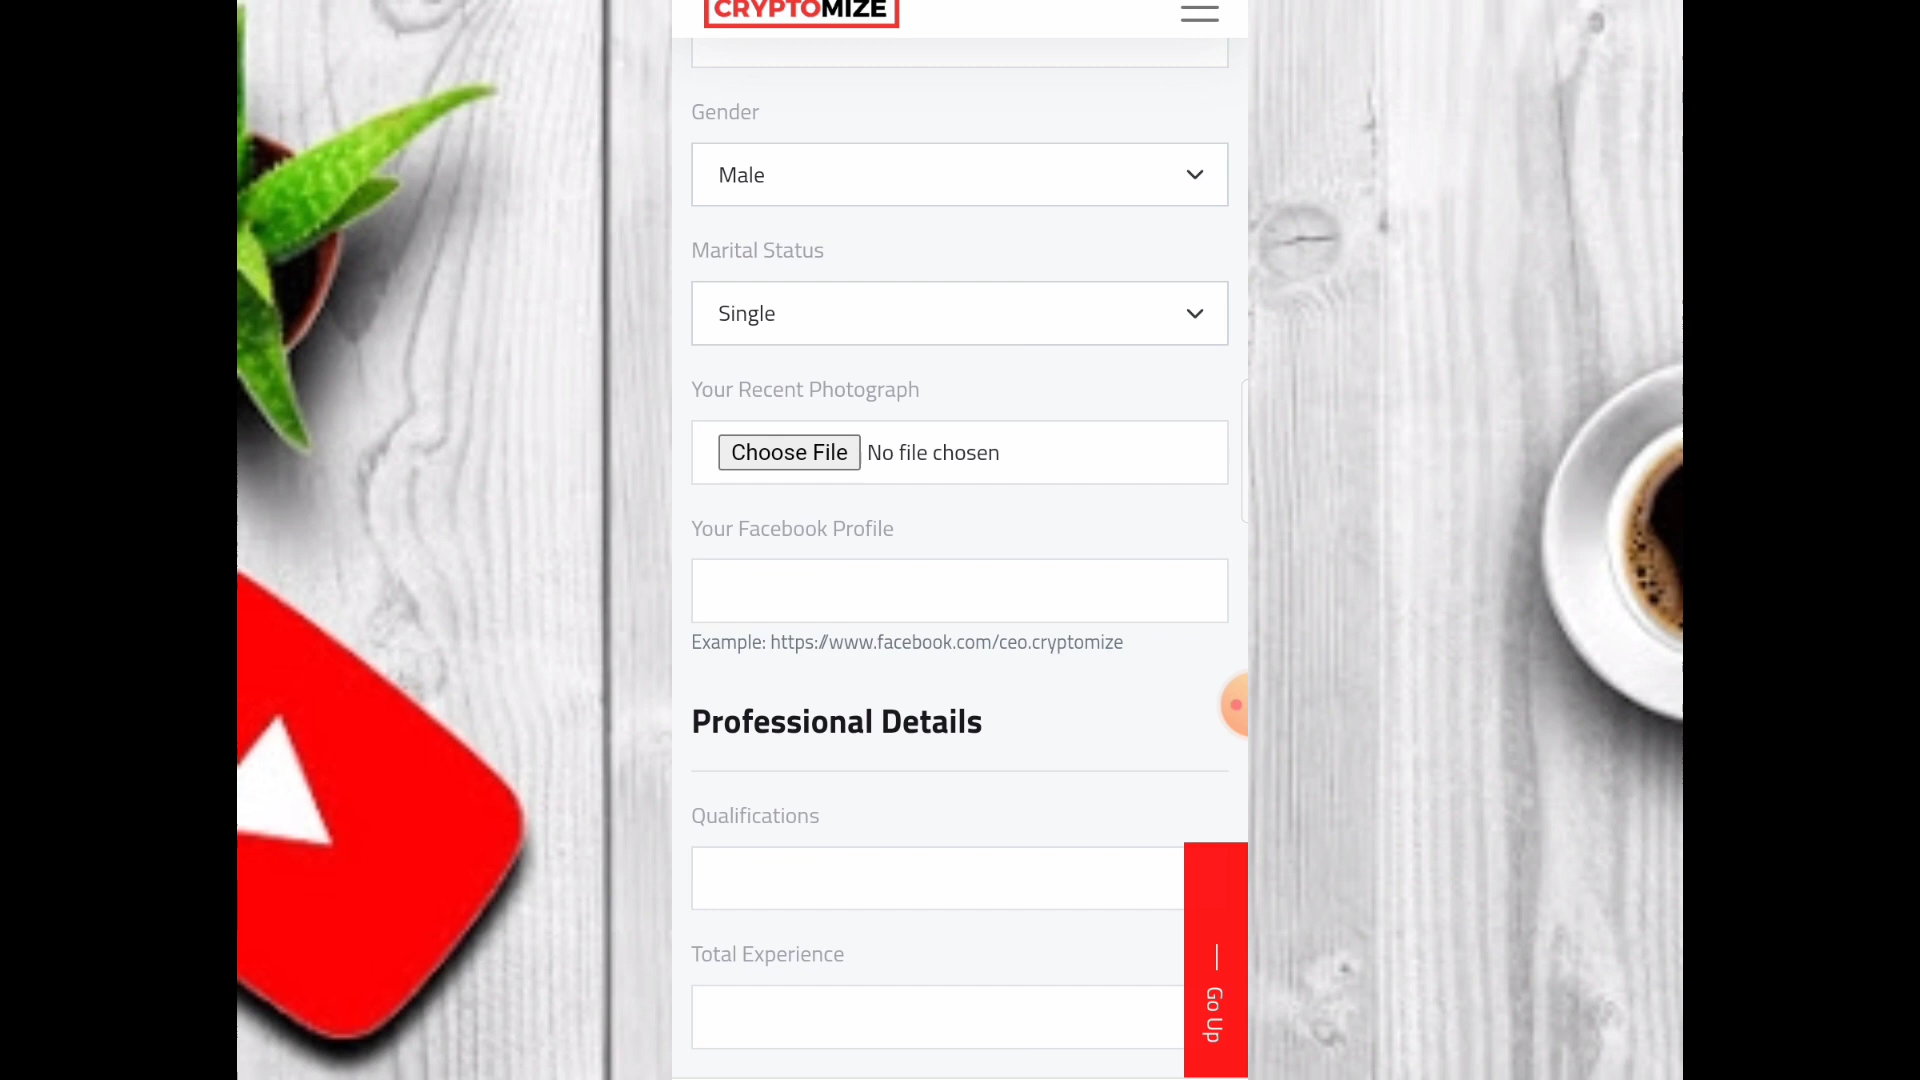 CRYPTOMIZE
Gender
Male
Marital Status
Single
Your Recent Photograph
Choose File No file chosen
Your Facebook Profile
Example: https://www.facebook.com/ceo.cryptomize
Professional Details
Qualifications
Total Experience
Go Up